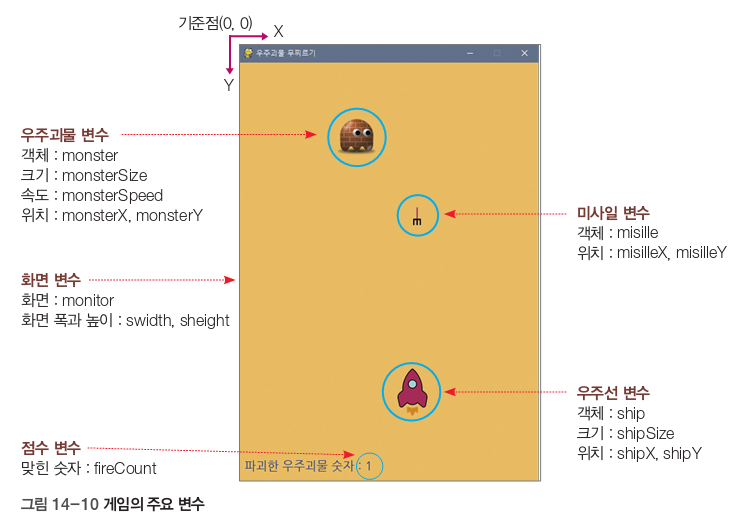 기준점(0, 0)
X
Y
우주괴물 무찌르기
우주괴물 변수
객체 : monster
크기 : monsterSize
속도 : monsterSpeed
위치 : monsterX, monsterY
미사일 변수
객체 : misille
위치 : misilleX, misilleY
화면 변수
화면 : monitor
화면 폭과 높이 : swidth, sheight
우주선 변수
객체 : ship
크기 : shipSize
위치 : shipX, shipY
점수 변수
맞힌 숫자 : fireCount
파괴한 우주괴물 숫자 : 1
그림 14-10 게임의 주요 변수